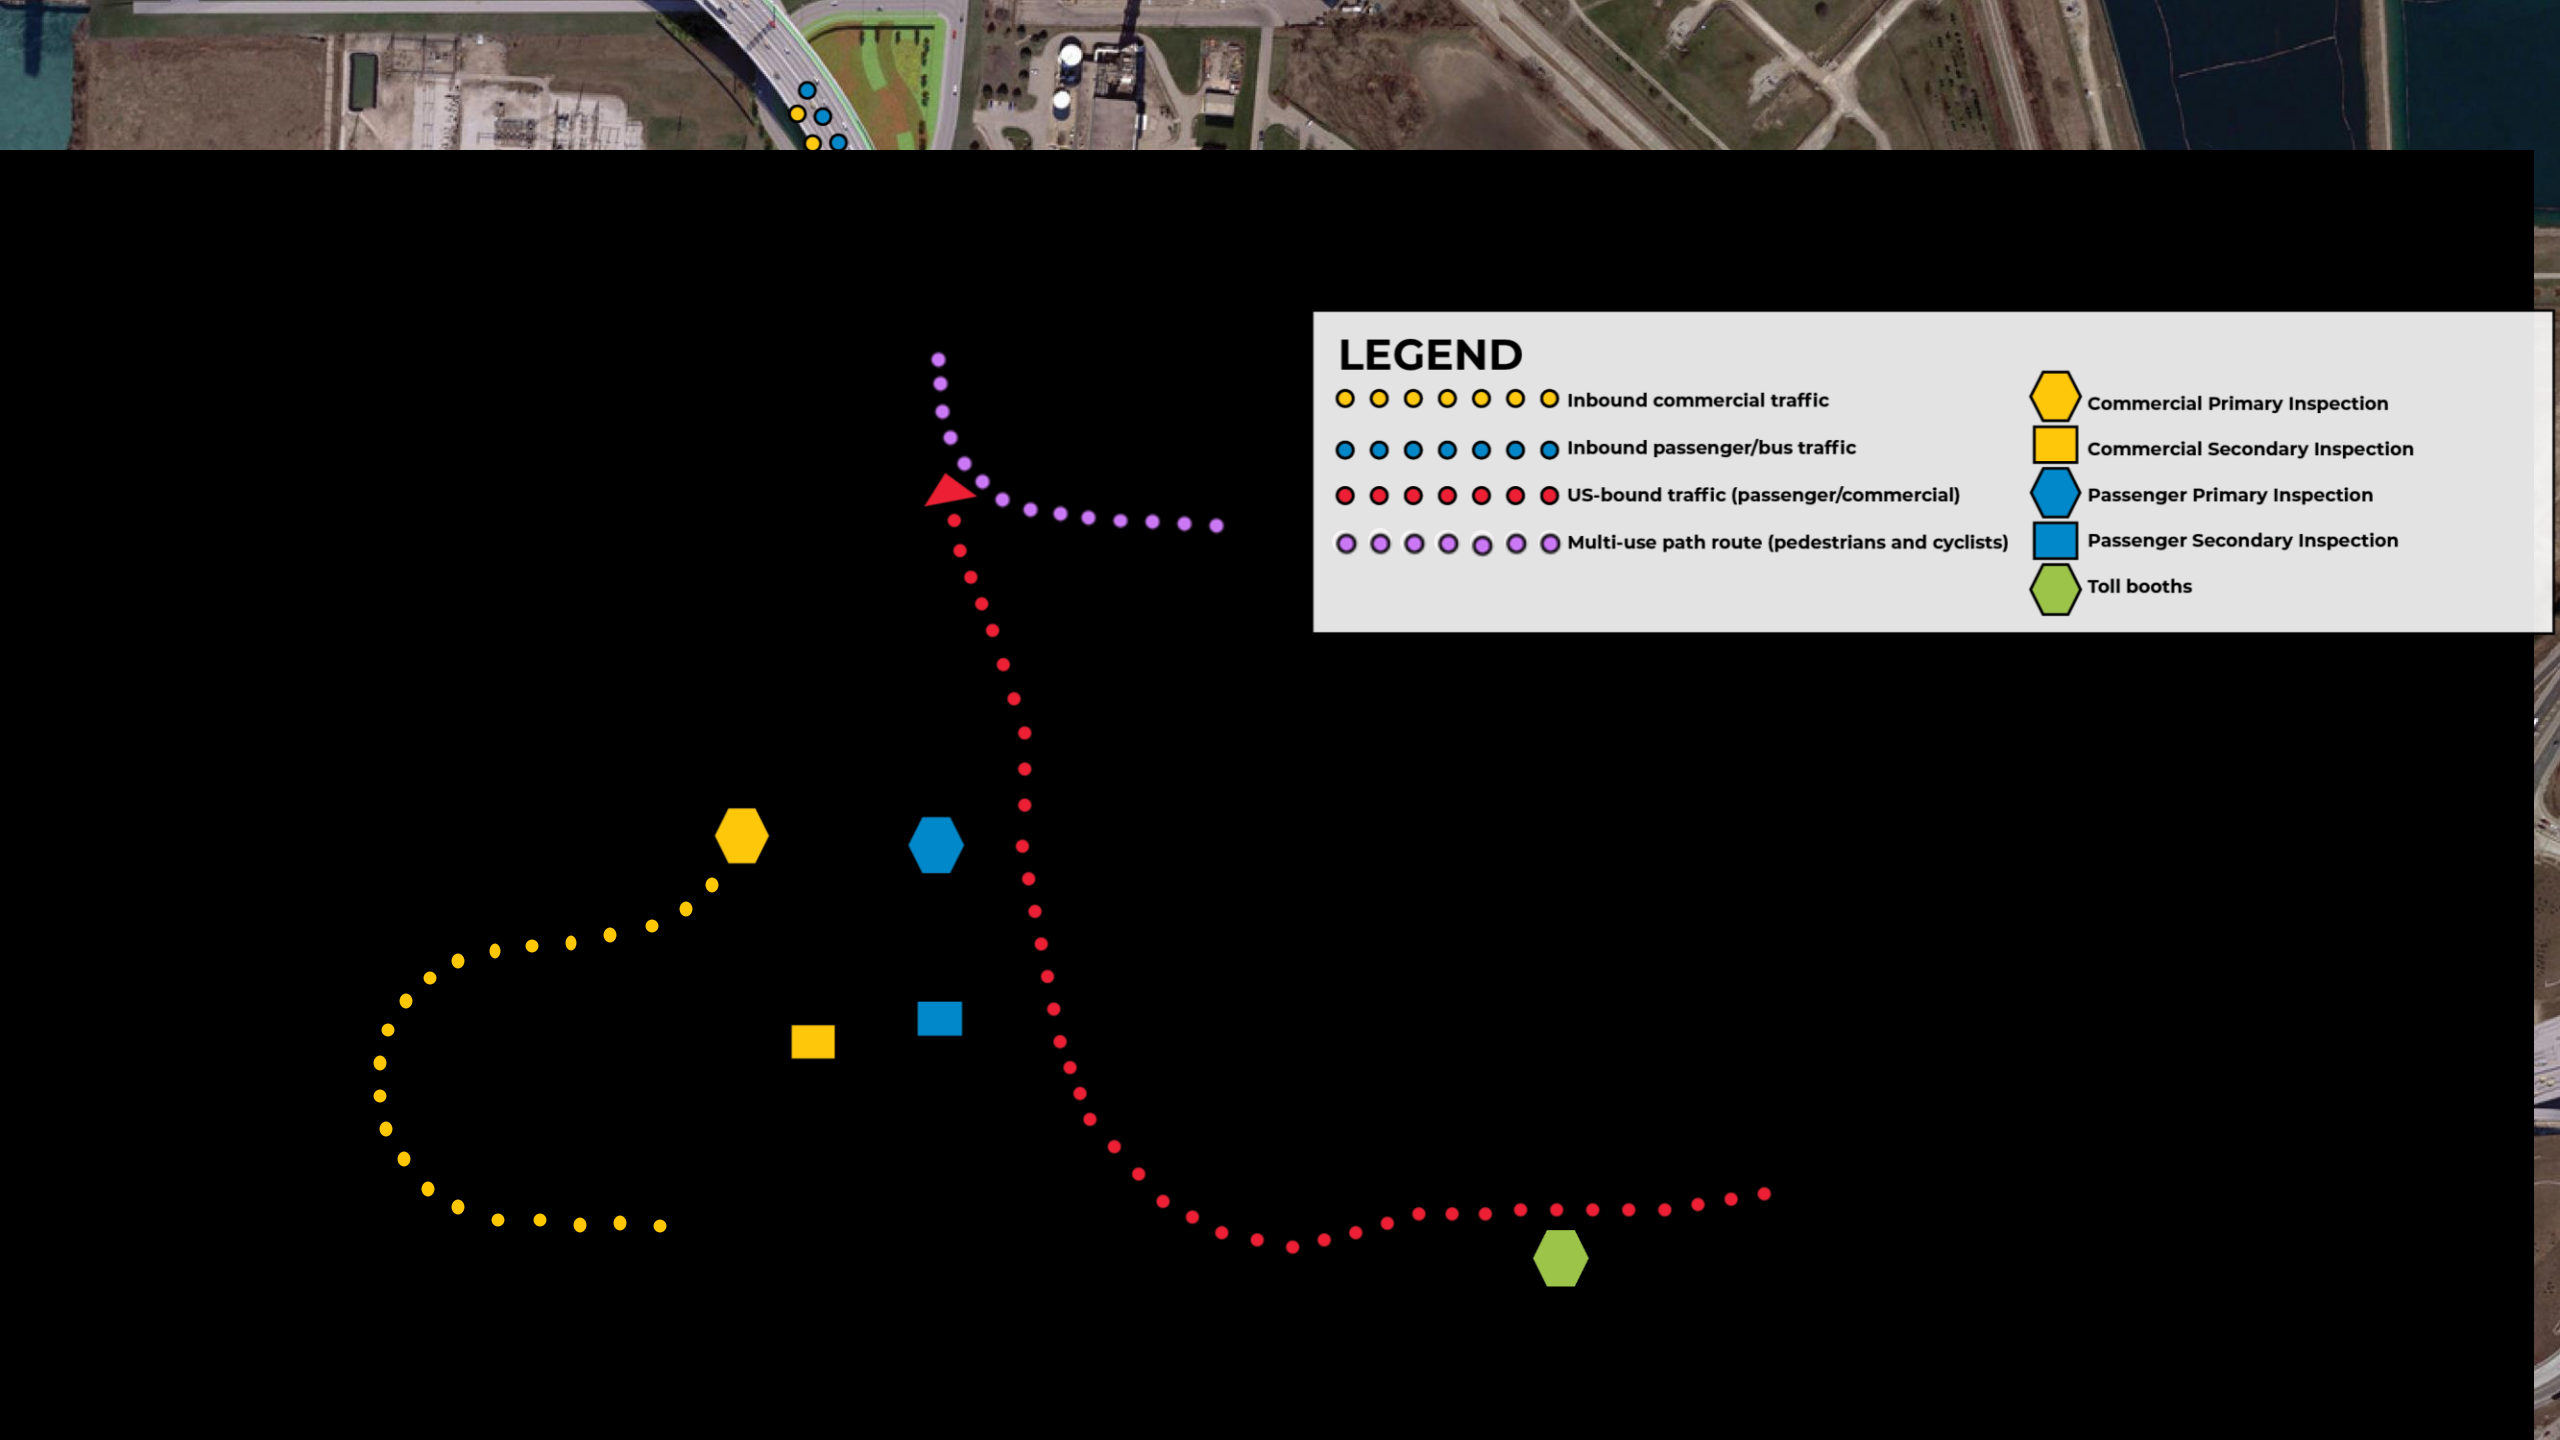 LEGEND
Inbound commercial traffic
Inbound passenger/bus traffic
US-bound traffic (passenger/commercial)
Multi-use path route (pedestrians and cyclists)
Commercial Primary Inspection
Commercial Secondary Inspection
Passenger Primary Inspection
Passenger Secondary Inspection
Toll booths